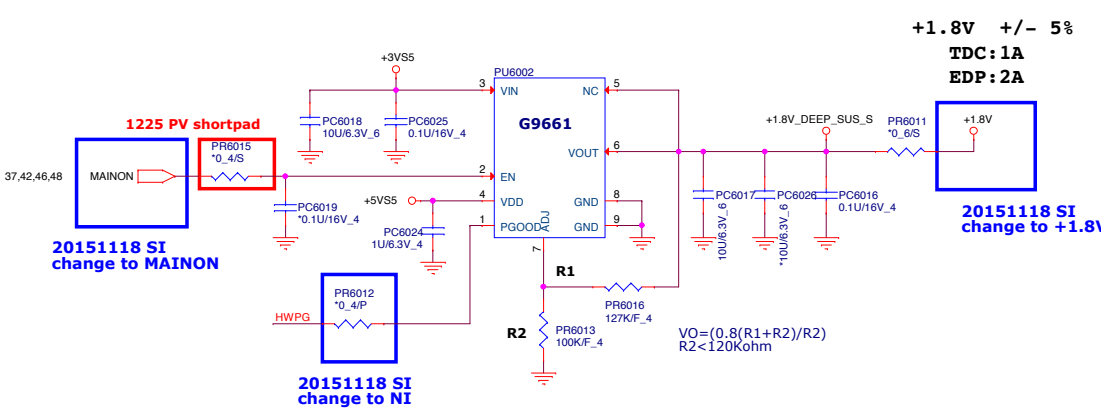 +1.8V +/- 5%
TDC:1A
EDP:2A
+3VS5
PU6002
3
VIN
NC
5
G9661
PC6018
10U/6.3V_6
PC6025
0.1U/16V_4
1225 PV shortpad
PR6015
*0_4/S
37,42,46,48
MAINON
20151118 SI
change to MAINON
2
EN
VOUT
6
+1.8V_DEEP_SUS_S
PR6011
*0_6/S
+1.8V
20151118 SI
change to +1.8V
PC6019
*0.1U/16V_4
+5VS5
4
VDD
GND
8
PC6024
1U/6.3V_4
1
PGOOD
ADJ
GND
9
7
PC6017
10U/6.3V_6
PC6026
*10U/6.3V_6
PC6016
0.1U/16V_4
R1
PR6016
127K/F_4
R2
PR6013
100K/F_4
VO=(0.8(R1+R2)/R2)
R2<120Kohm
HWPG
PR6012
*0_4/P
20151118 SI
change to NI